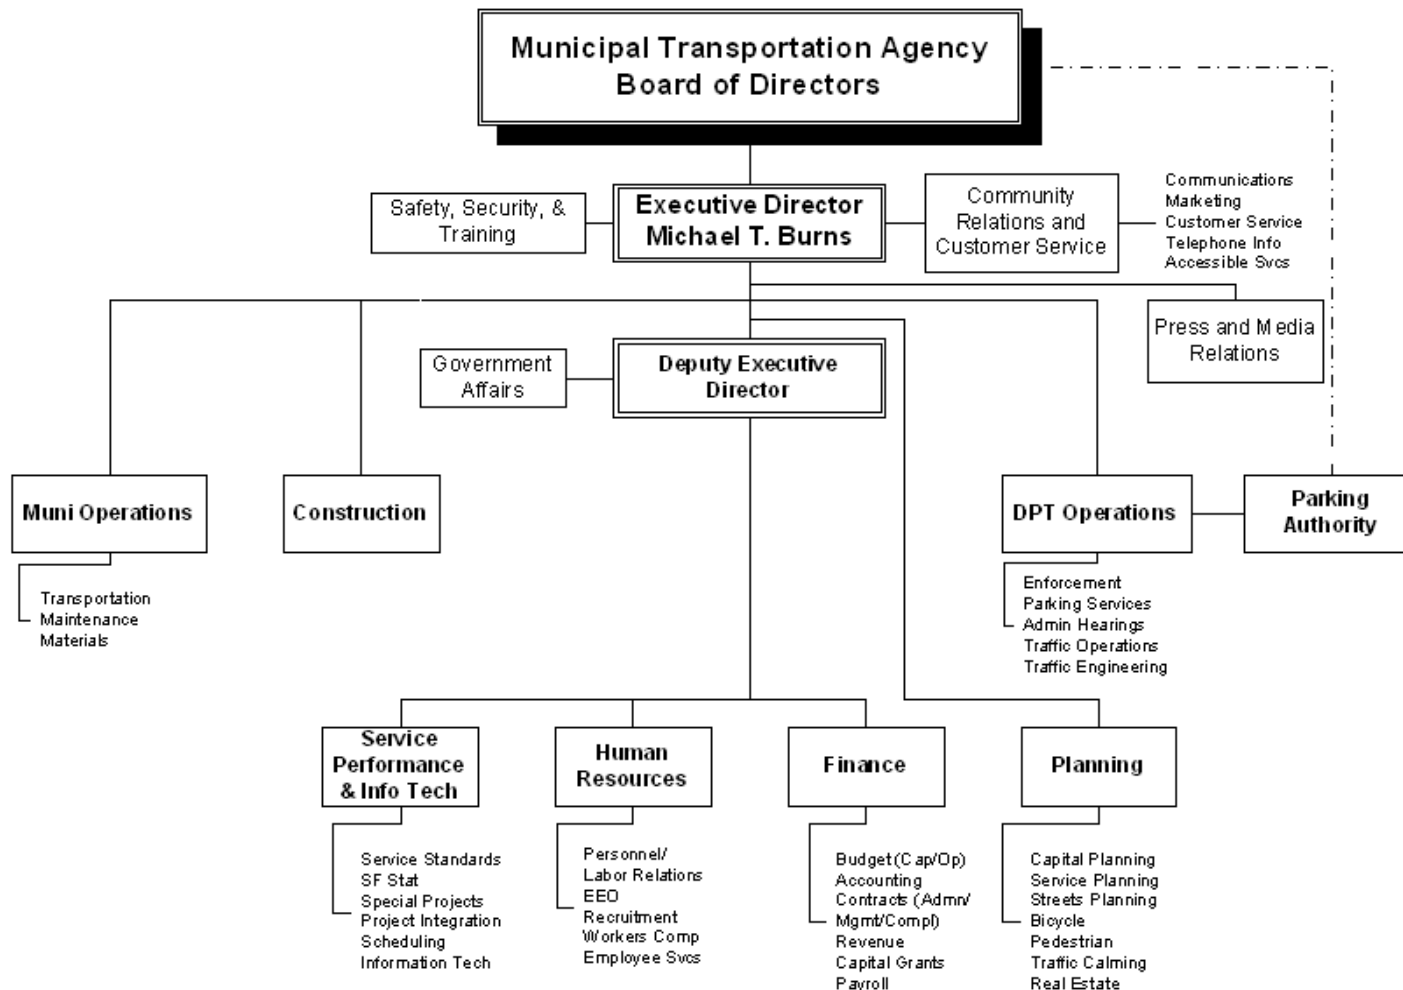 Municipal Transportation Agency
Board of Directors
Safety, Security, &
Training
Executive Director
Michael T. Burns
Community
Relations and
Customer Service
Communications
Marketing
Customer Service
Telephone Info
Accessible Svcs
Press and Media
Relations
Government
Affairs
Deputy Executive
Director
Muni Operations
Construction
DPT Operations
Parking
Authority
Transportation
Maintenance
Materials
Enforcement
Parking Services
Admin Hearings
Traffic Operations
Traffic Engineering
Service
Performance
& Info Tech
Human
Resources
Finance
Planning
Service Standards
SF Stat
Special Projects
Project Integration
Scheduling
Information Tech
Personnel/
Labor Relations
EEO
Recruitment
Workers Comp
Employee Svcs
Budget (Cap/Op)
Accounting
Contracts (Admn/
Mgmt/Compl)
Revenue
Capital Grants
Payroll
Capital Planning
Service Planning
Streets Planning
Bicycle
Pedestrian
Traffic Calming
Real Estate